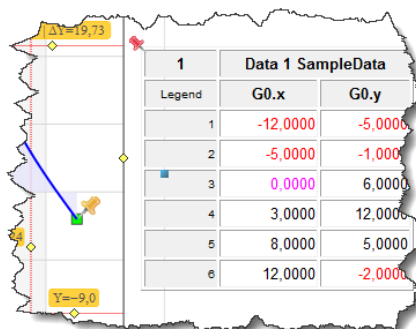 ΔY=19,73
1 Data 1 SampleData
Legend G0.x G0.y
1 -12,0000 -5,0000
2 -5,0000 -1,0000
3 0,0000 6,0000
4 3,0000 12,0000
5 8,0000 5,0000
6 12,0000 -2,0000
Y=−9,0